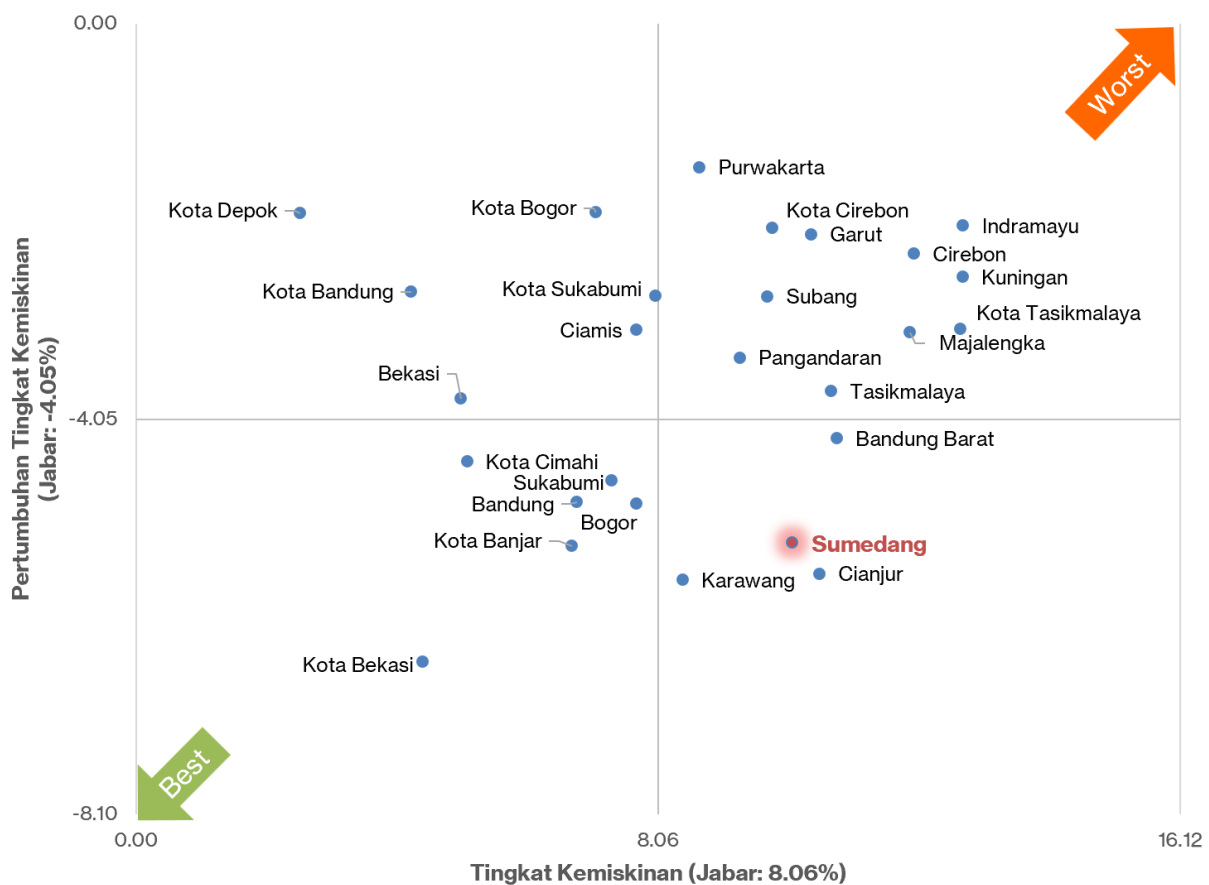 0.00
Worst
Purwakarta
Kota Depok
Kota Bogor
Kota Cirebon
Garut
Indramayu
Cirebon
Kuningan
Kota Bandung
Kota Sukabumi
Subang
Kota Tasikmalaya
Ciamis
Majalengka
Pangandaran
Bekasi
Tasikmalaya
Pertumbuhan Tingkat Kemiskinan
(Jabar: -4.05%)
-4.05
Bandung Barat
Kota Cimahi
Sukabumi
Bandung
Bogor
Kota Banjar
Sumedang
Karawang
Cianjur
Kota Bekasi
Best
-8.10
0.00
8.06
16.12
Tingkat Kemiskinan (Jabar: 8.06%)